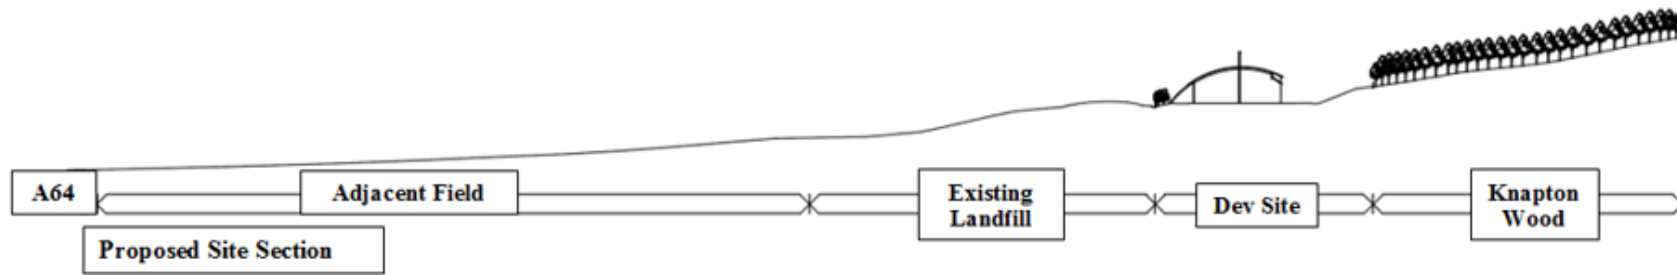 A64
Adjacent Field
Existing
Landfill
Dev Site
Knapton
Wood
Proposed Site Section